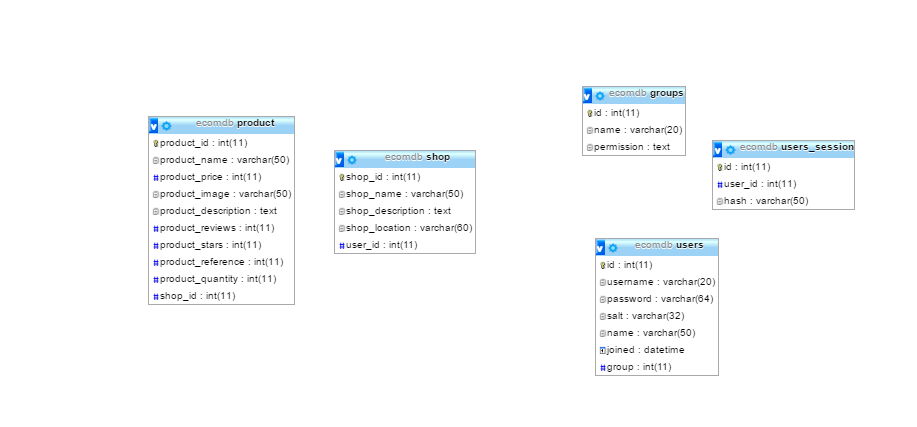 ecomdb product
product_id : int(11)
product_name : varchar(50)
product_price : int(11)
product_image : varchar(50)
product_description : text
product_reviews : int(11)
product_stars : int(11)
product_reference : int(11)
product_quantity : int(11)
shop_id : int(11)
ecomdb shop
shop_id : int(11)
shop_name : varchar(50)
shop_description : text
shop_location : varchar(60)
user_id : int(11)
ecomdb groups
id : int(11)
name : varchar(20)
permission : text
ecomdb users_session
id : int(11)
user_id : int(11)
hash : varchar(50)
ecomdb users
id : int(11)
username : varchar(20)
password : varchar(64)
salt : varchar(32)
name : varchar(50)
joined : datetime
group : int(11)